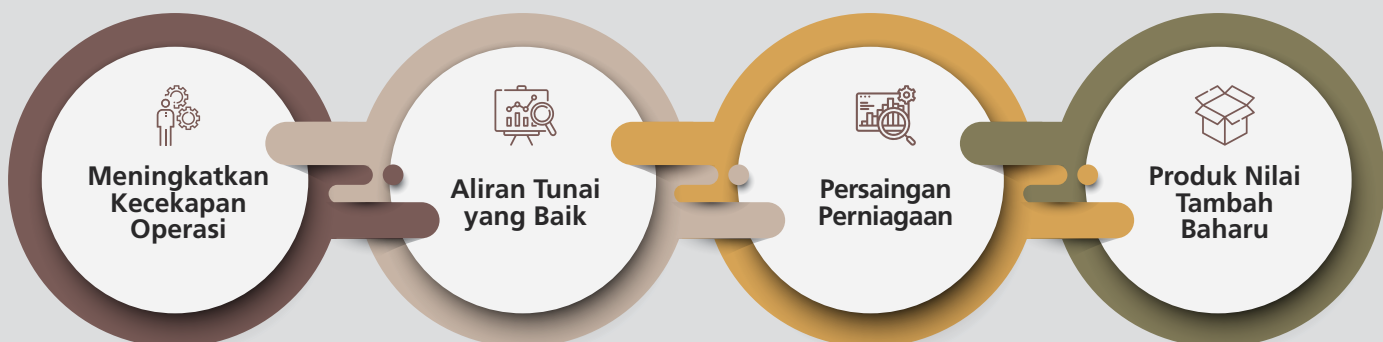 Meningkatkan
Kecekapan
Operasi
Aliran Tunai
yang Baik
Persaingan
Perniagaan
Produk Nilai
Tambah
Baharu